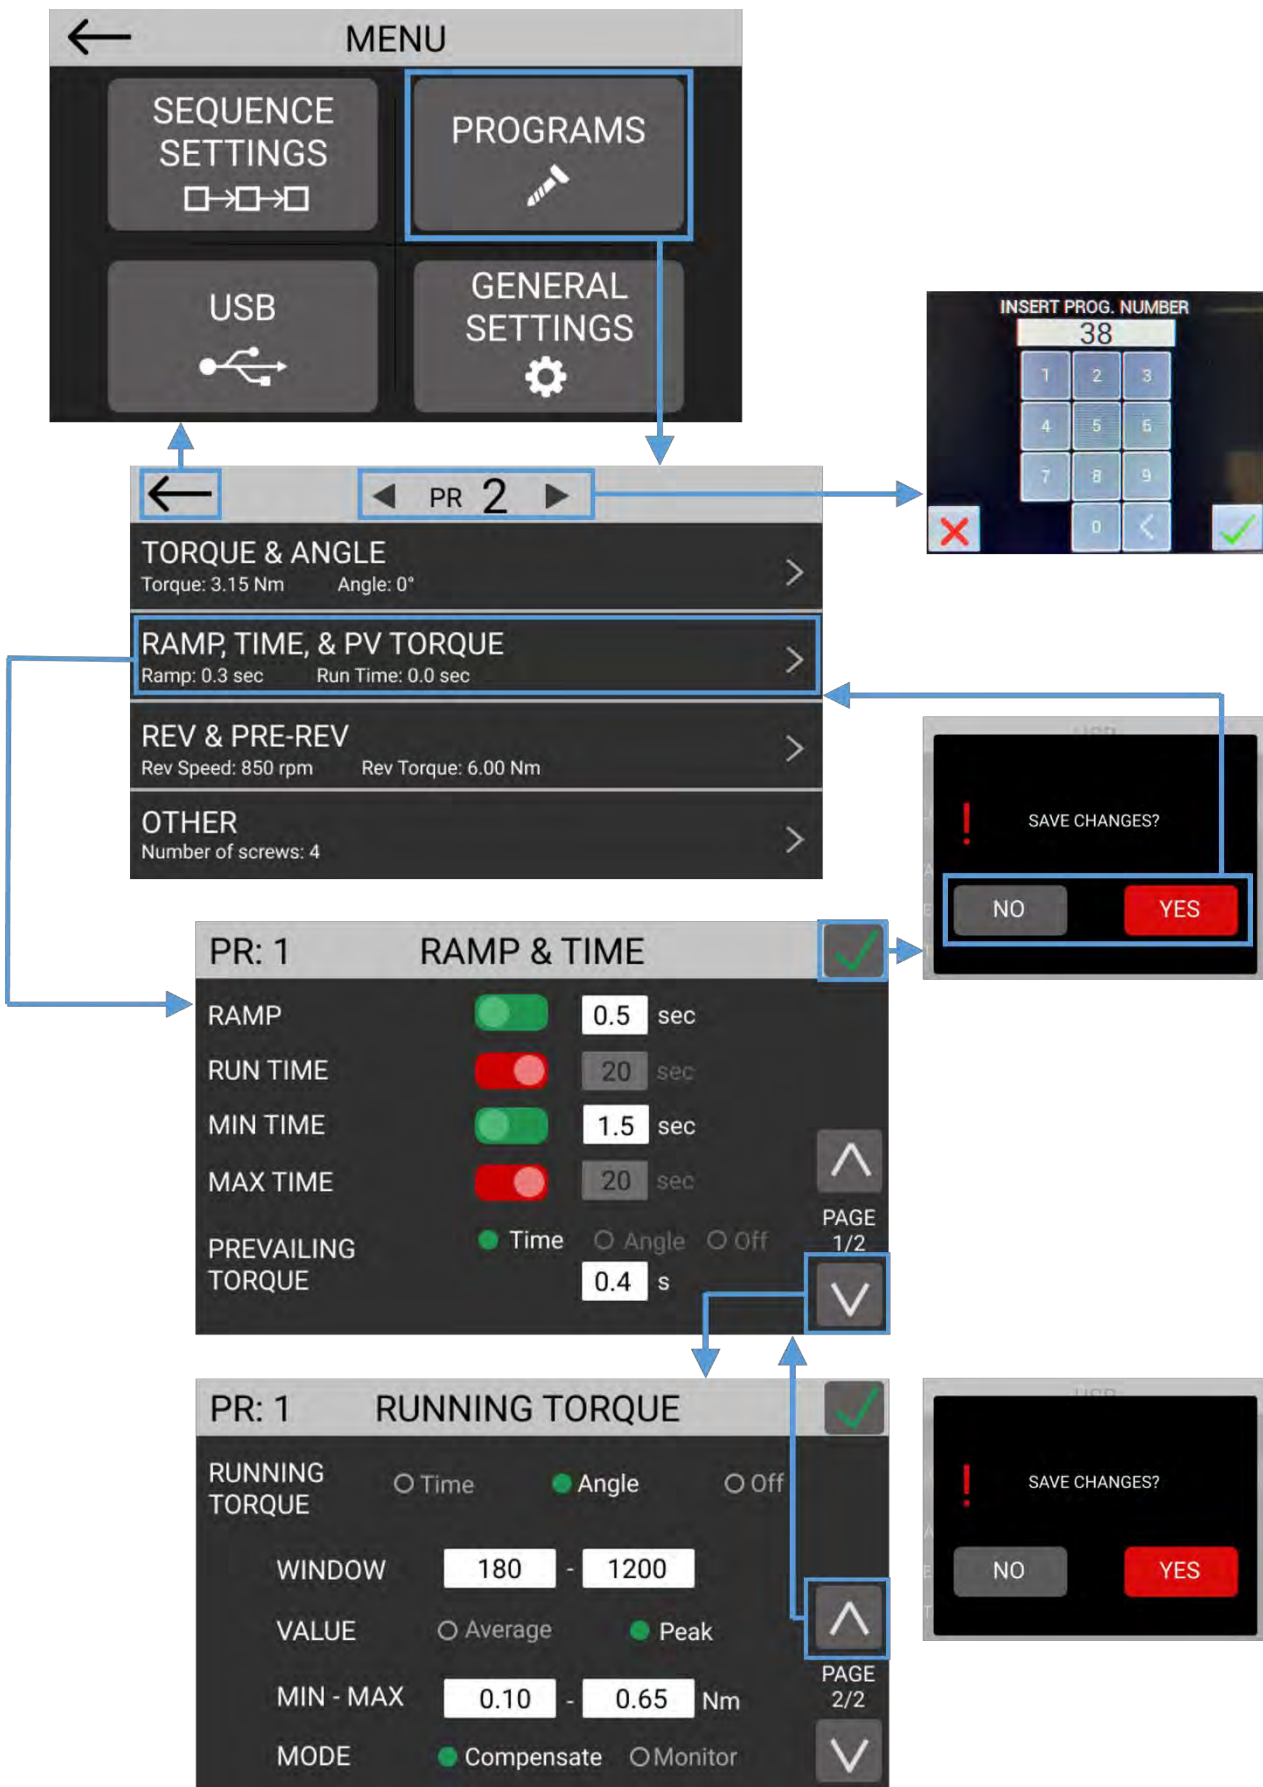 MENU
SEQUENCE
SETTINGS
PROGRAMS
USB
GENERAL
SETTINGS
INSERT PROG. NUMBER
38
1 2 3
4 5 6
7 8 9
0 <
PR 2
TORQUE & ANGLE
Torque: 3.15 Nm Angle: 0°
RAMP, TIME, & PV TORQUE
Ramp: 0.3 sec Run Time: 0.0 sec
REV & PRE-REV
Rev Speed: 850 rpm Rev Torque: 6.00 Nm
OTHER
Number of screws: 4
SAVE CHANGES?
NO YES
PR: 1 RAMP & TIME
RAMP 0.5 sec
RUN TIME 20 sec
MIN TIME 1.5 sec
MAX TIME 20 sec
PREVAILING
TORQUE
Time Angle Off
0.4 s
PAGE
1/2
PR: 1 RUNNING TORQUE
RUNNING
TORQUE
Time Angle Off
WINDOW 180 - 1200
VALUE Average Peak
MIN - MAX 0.10 - 0.65 Nm
MODE Compensate Monitor
PAGE
2/2
SAVE CHANGES?
NO YES